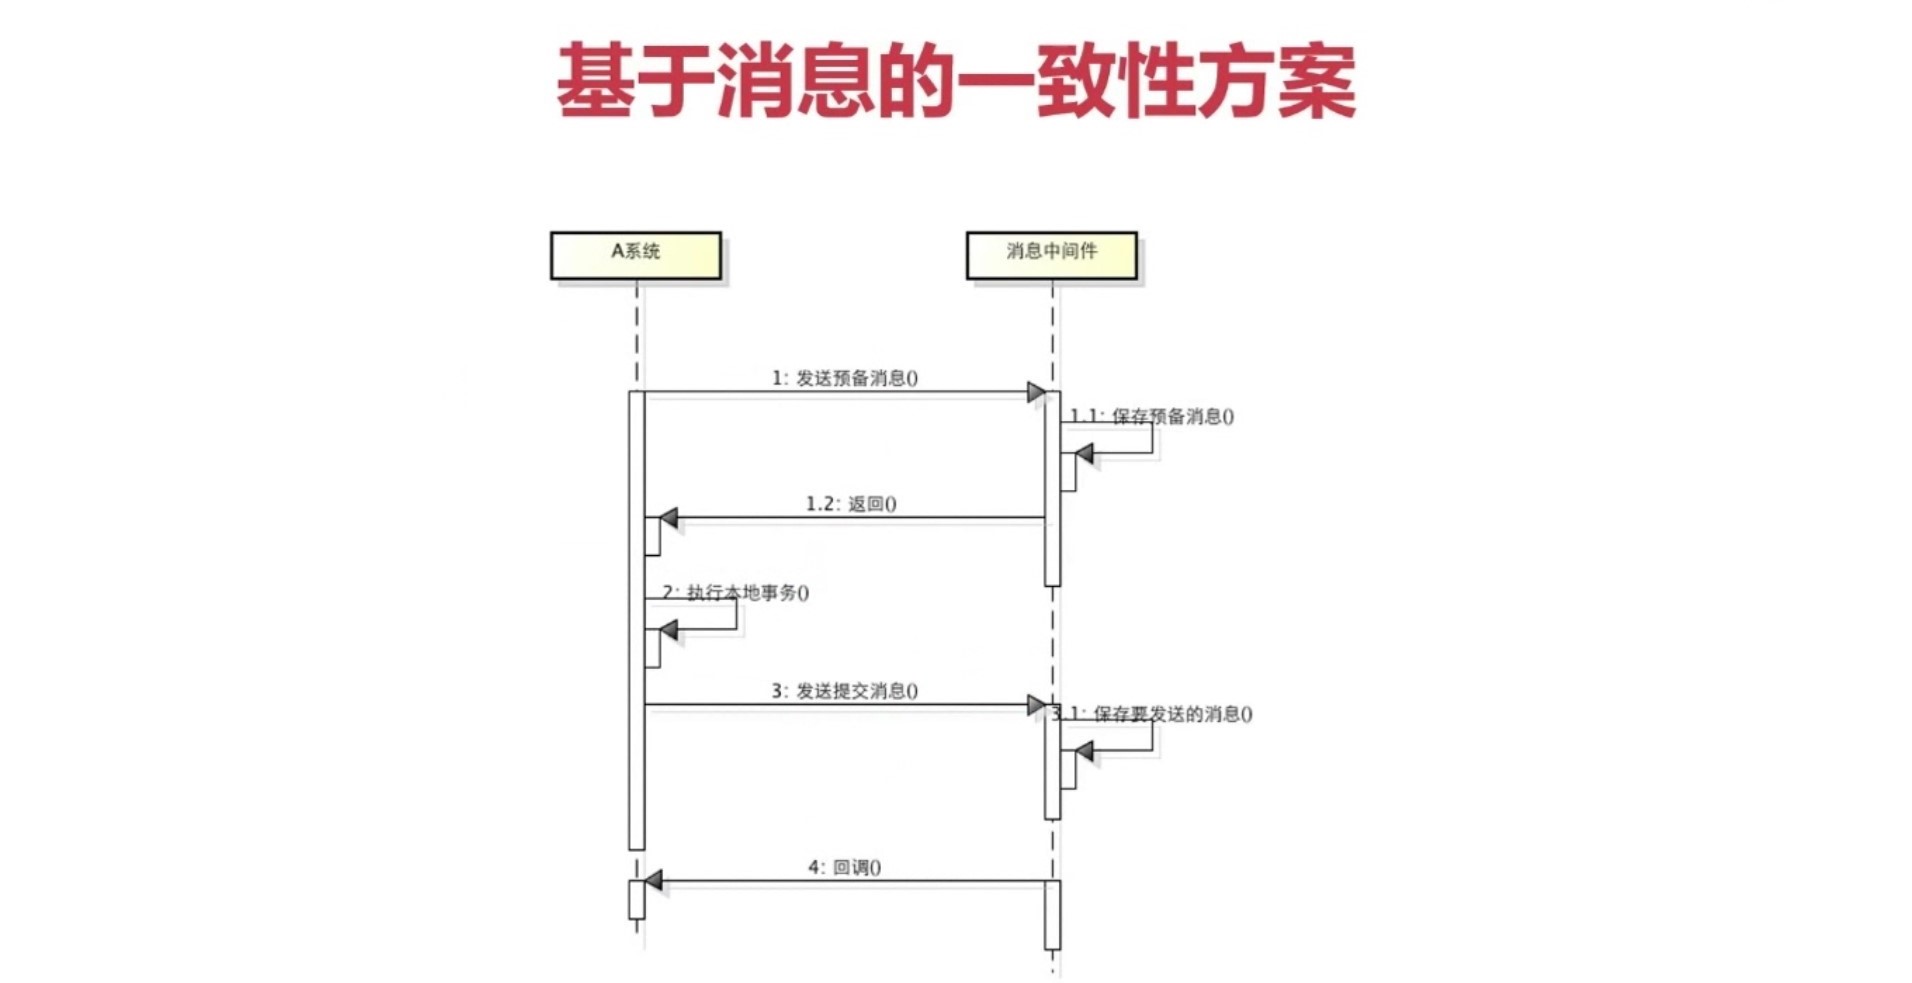 基于消息的一致性方案
A系统
消息中间件
1: 发送预备消息()
1.1: 保存预备消息()
1.2: 返回()
2: 执行本地事务()
3: 发送提交消息()
3.1: 保存要发送的消息()
4: 回调()